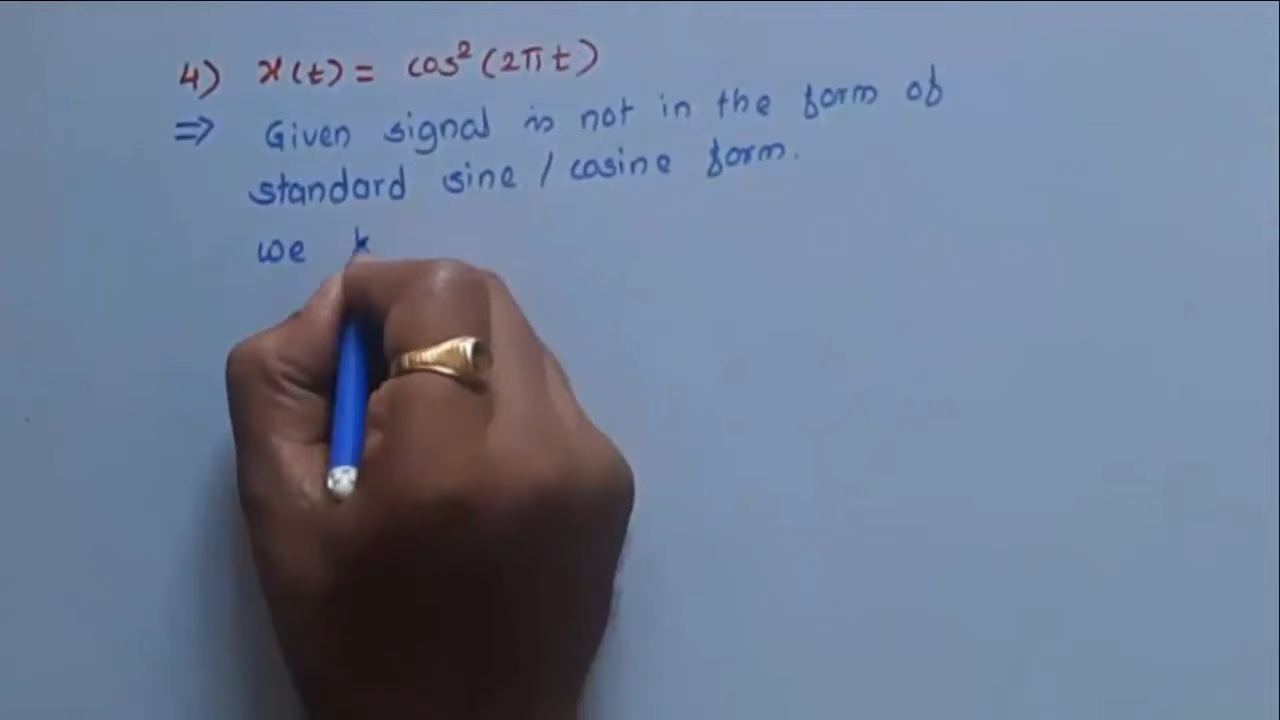 4) x(t) = cos²(2πt)
⇒ Given signal is not in the form of
standard sine / cosine form.
we k